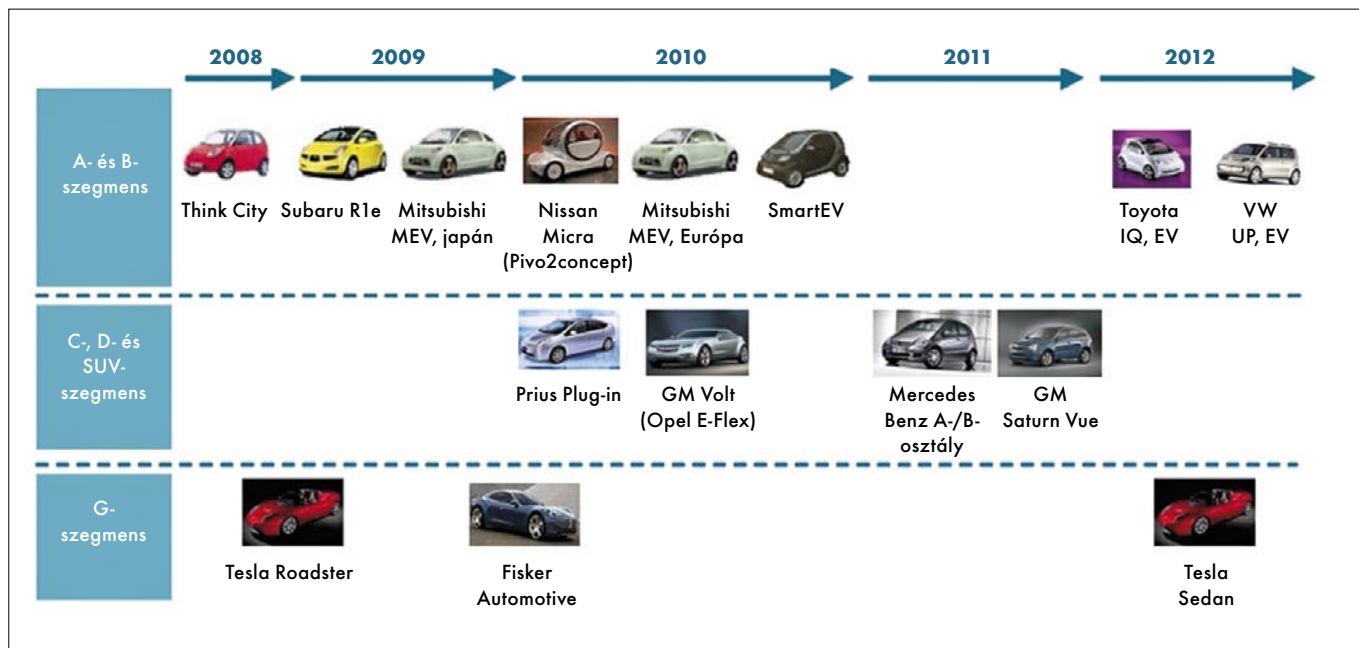 2008
2009
2010
2011
2012
A- és B-
szegmens
Think City
Subaru R1e
Mitsubishi
MEV, japán
Nissan
Micra
(Pivo2concept)
Mitsubishi
MEV, Európa
SmartEV
Toyota
IQ, EV
VW
UP, EV
C-, D- és
SUV-
szegmens
Prius Plug-in
GM Volt
(Opel E-Flex)
Mercedes
Benz A-/B-
osztály
GM
Saturn Vue
G-
szegmens
Tesla Roadster
Fisker
Automotive
Tesla
Sedan